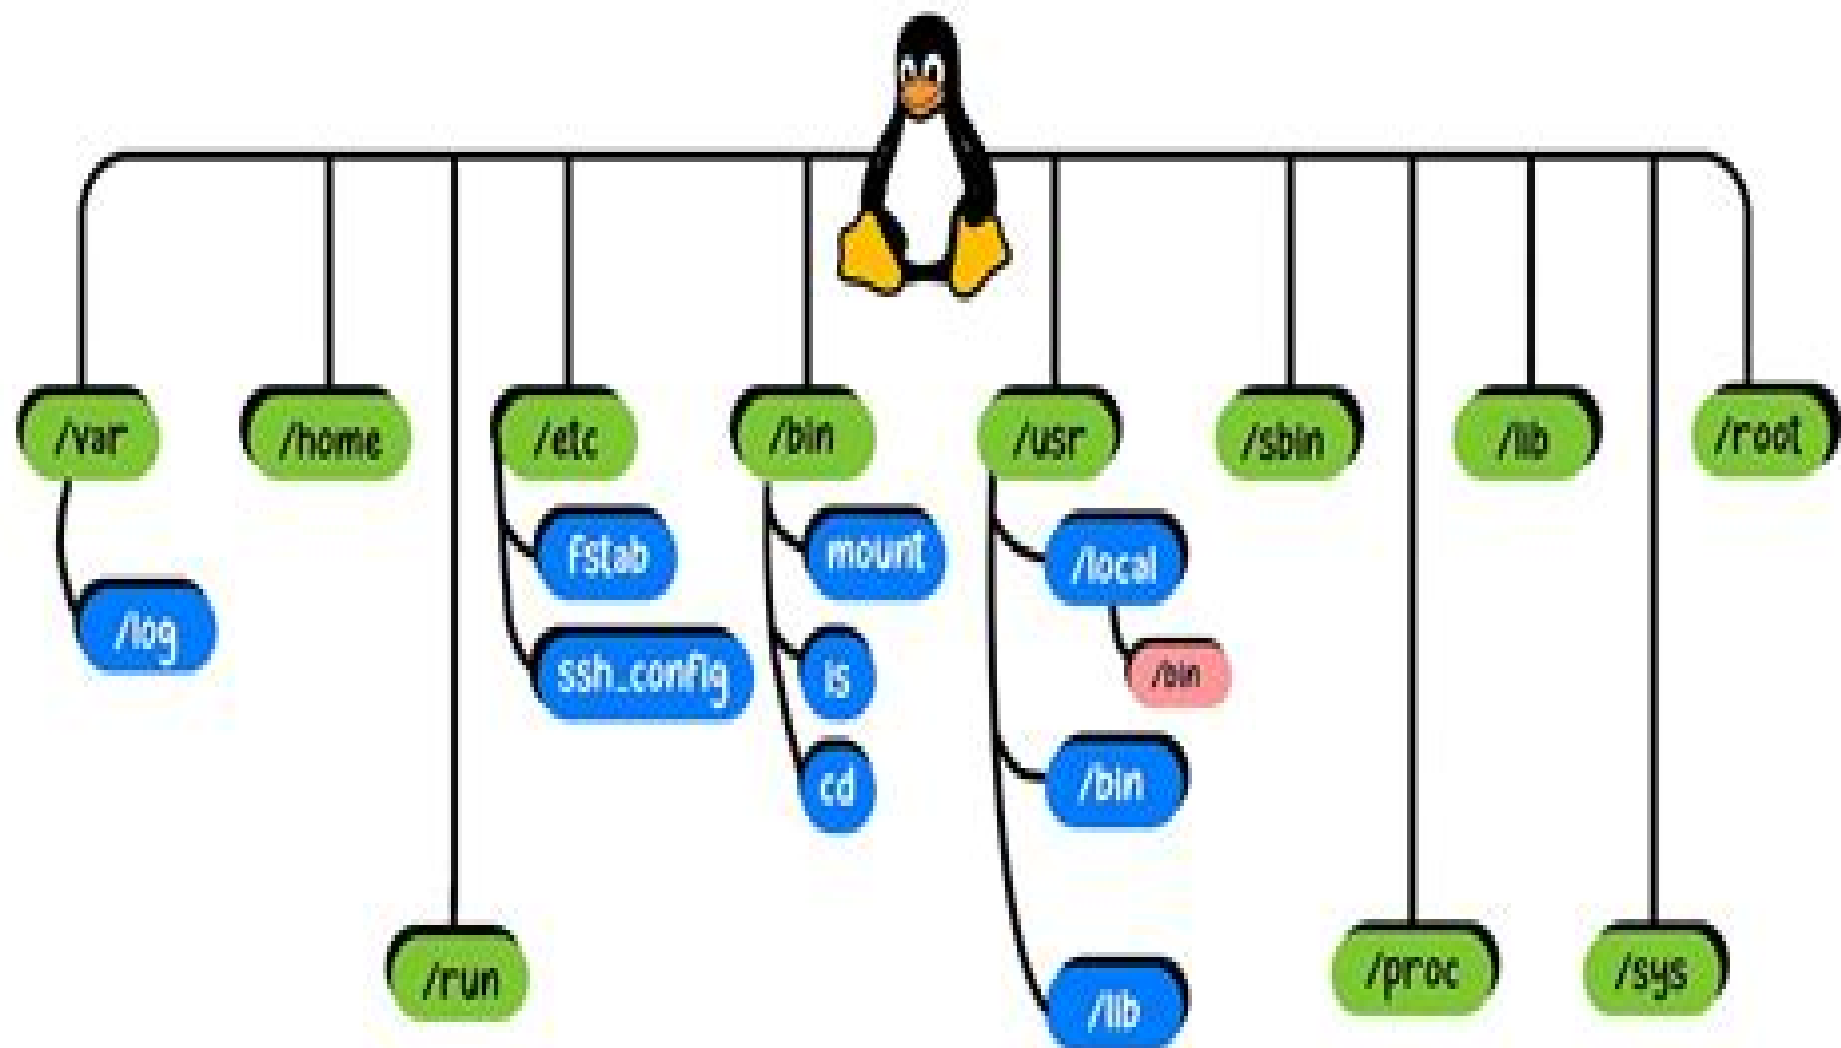 /var
/home
/etc
/bin
/usr
/sbin
/lib
/root
/log
fstab
ssh_config
mount
ls
cd
/local
/bin
/bin
/lib
/run
/proc
/sys